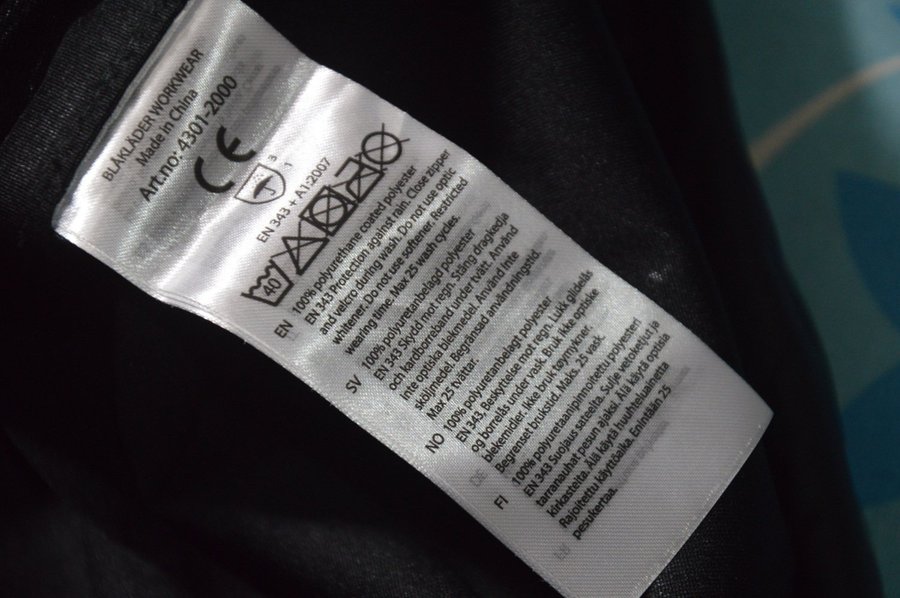 BLÅKLÄDER WORKWEAR
Made in China
Art.no: 4301-2000
CE
3
1
EN 343 + A1:2007
40
EN 100% polyurethane coated polyester
EN 343 Protection against rain. Close zipper
and velcro during wash. Do not use optic
whitener. Do not use softener. Restricted
wearing time. Max 25 wash cycles.
SV 100% polyuretanbelagd polyester
EN 343 Skydd mot regn. Stäng dragkedja
och kardborreband under tvätt. Använd
inte optiska blekmedel. Använd inte
sköljmedel. Begränsad användningstid.
Max 25 tvättar.
NO 100% polyuretanbelagt polyester
EN 343. Beskyttelse mot regn. Lukk glidelås
og borrelås under vask. Bruk ikke optiske
blekemidler. Ikke bruk tøymykner.
Begrenset brukstid. Maks. 25 vask.
DE
FI 100% polyuretaanipinnoitettu polyesteri
EN 343 Suojaus sateelta. Sulje vetoketjut ja
tarranauhat pesun ajaksi. Älä käytä optisia
kirkasteita. Älä käytä huuhteluainetta
Rajoitettu käyttöaika. Enintään 25
pesukertaa.